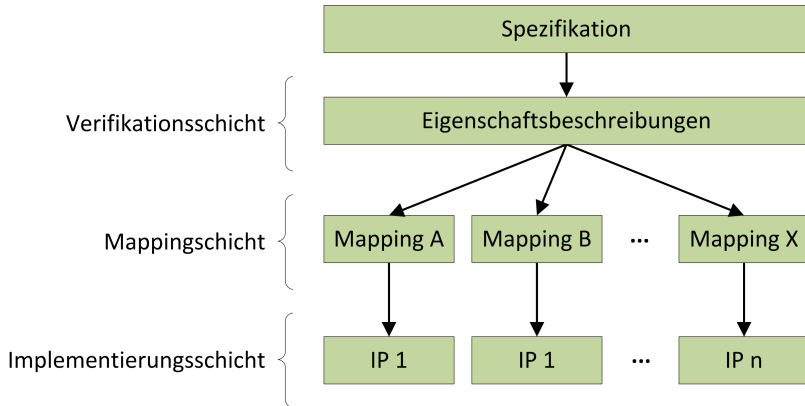 Spezifikation
Verifikationsschicht
Eigenschaftsbeschreibungen
Mappingschicht
Mapping A
Mapping B
...
Mapping X
Implementierungsschicht
IP 1
IP 1
...
IP n